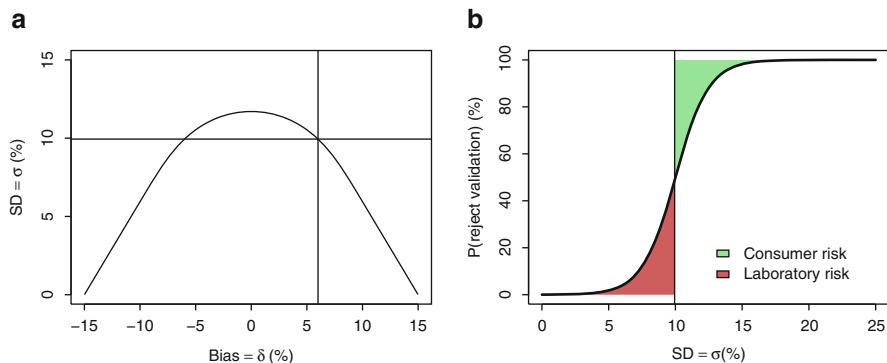 a
15
10
5
0
SD = σ (%)
−15
−10
−5
0
5
10
15
Bias = δ (%)
b
100
80
60
40
20
0
P(reject validation) (%)
Consumer risk
Laboratory risk
0
5
10
15
20
25
SD = σ(%)